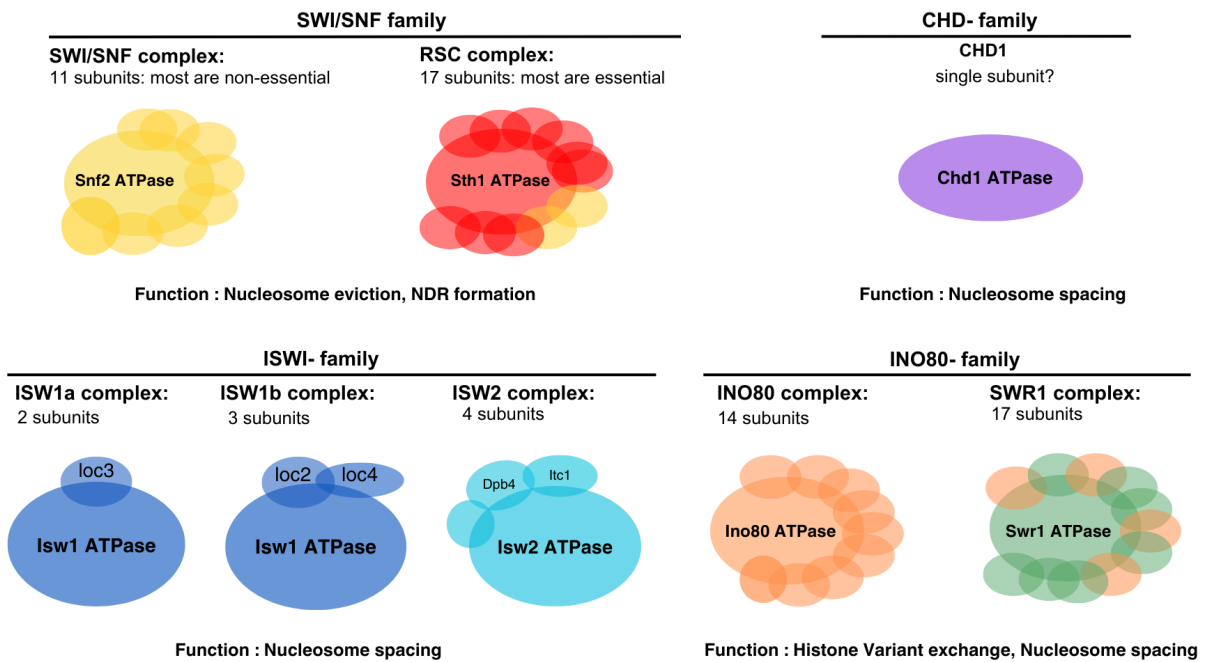 SWI/SNF family
SWI/SNF complex:
11 subunits: most are non-essential
Snf2 ATPase
RSC complex:
17 subunits: most are essential
Sth1 ATPase
Function : Nucleosome eviction, NDR formation
CHD- family
CHD1
single subunit?
Chd1 ATPase
Function : Nucleosome spacing
ISWI- family
ISW1a complex:
2 subunits
Ioc3
Isw1 ATPase
ISW1b complex:
3 subunits
Ioc2
Ioc4
Isw1 ATPase
ISW2 complex:
4 subunits
Dpb4
Itc1
Isw2 ATPase
Function : Nucleosome spacing
INO80- family
INO80 complex:
14 subunits
Ino80 ATPase
SWR1 complex:
17 subunits
Swr1 ATPase
Function : Histone Variant exchange, Nucleosome spacing